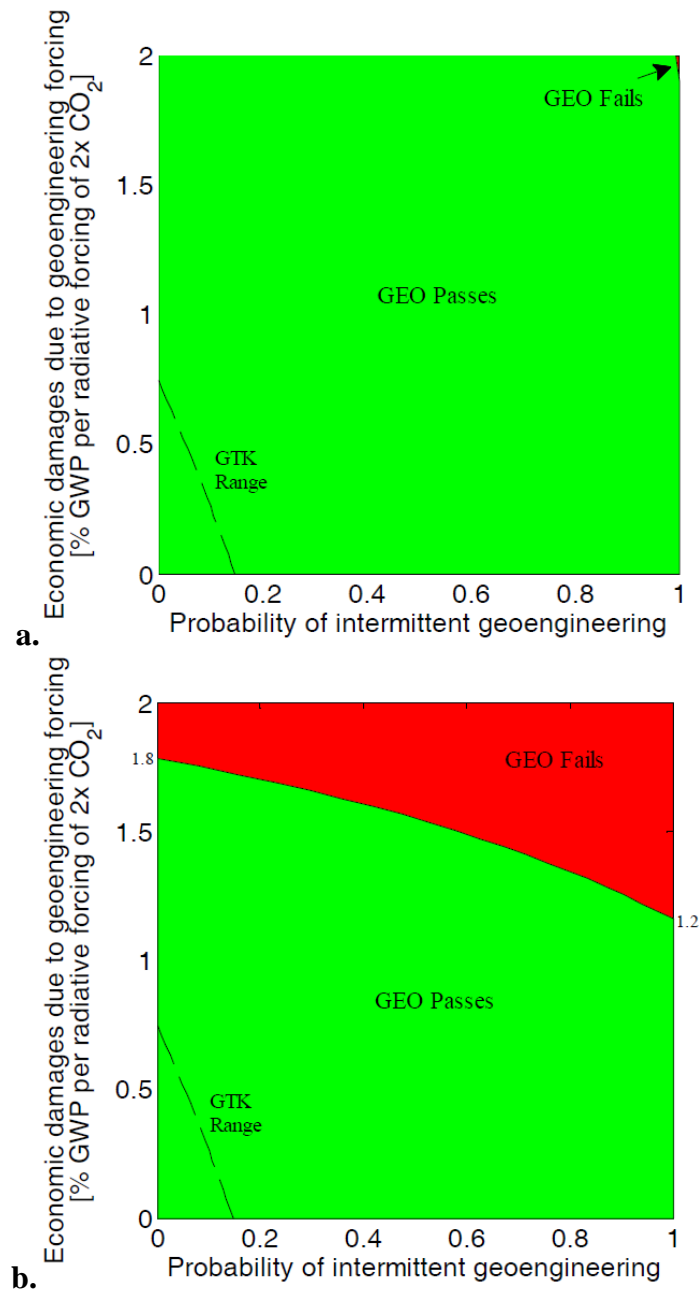 Economic damages due to geoengineering forcing
[% GWP per radiative forcing of 2x CO2]
2
1.5
1
0.5
0
GEO Fails
GEO Passes
GTK
Range
0 0.2 0.4 0.6 0.8 1
Probability of intermittent geoengineering
a.
Economic damages due to geoengineering forcing
[% GWP per radiative forcing of 2x CO2]
2
1.8
1.5
1
0.5
0
GEO Fails
1.2
GEO Passes
GTK
Range
0 0.2 0.4 0.6 0.8 1
Probability of intermittent geoengineering
b.